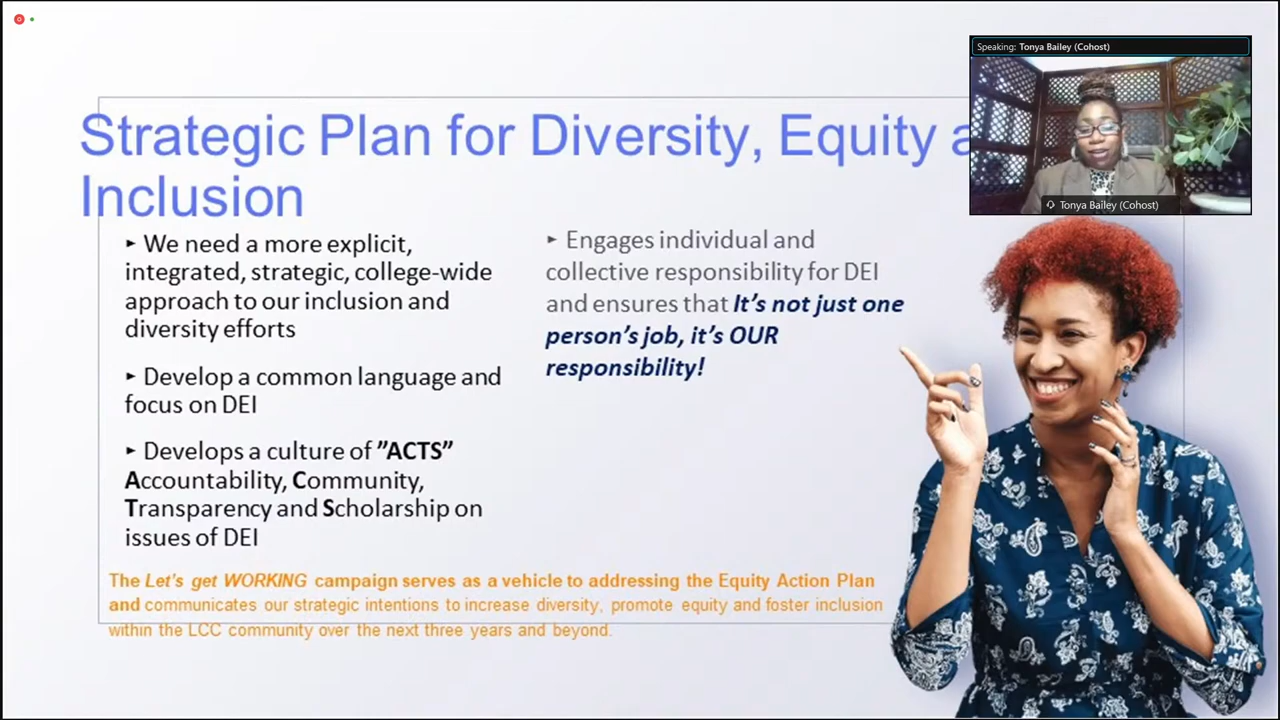 Speaking: Tonya Bailey (Cohost)
Tonya Bailey (Cohost)
Strategic Plan for Diversity, Equity a
Inclusion
► We need a more explicit,
integrated, strategic, college-wide
approach to our inclusion and
diversity efforts
► Develop a common language and
focus on DEI
► Develops a culture of ”ACTS”
Accountability, Community,
Transparency and Scholarship on
issues of DEI
► Engages individual and
collective responsibility for DEI
and ensures that It’s not just one
person’s job, it’s OUR
responsibility!
The Let’s get WORKING campaign serves as a vehicle to addressing the Equity Action Plan
and communicates our strategic intentions to increase diversity, promote equity and foster inclusion
within the LCC community over the next three years and beyond.